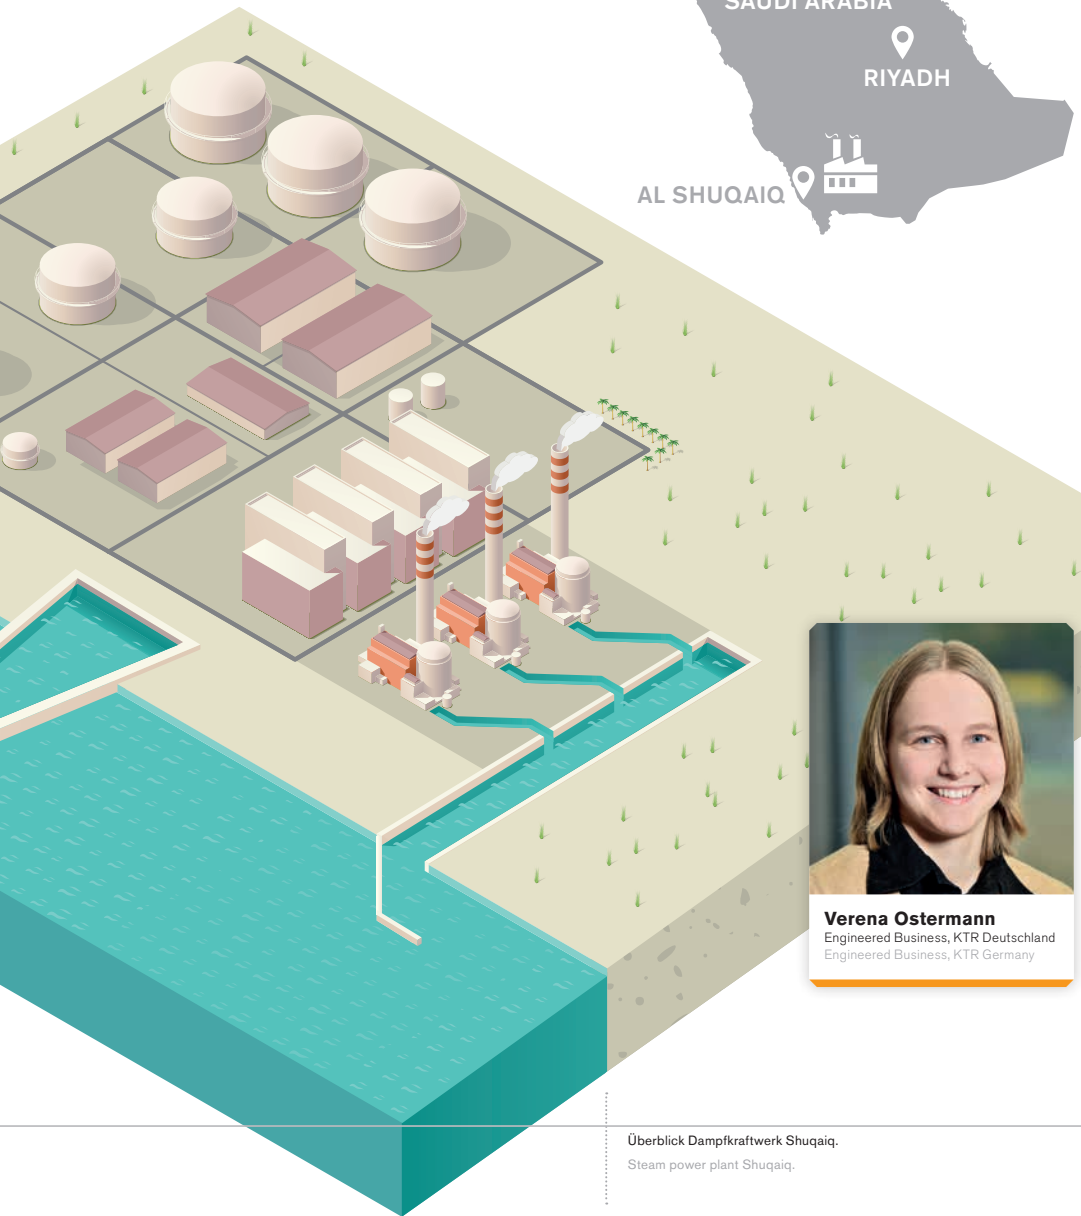 SAUDI ARABIA
RIYADH
AL SHUQAIQ
Verena Ostermann
Engineered Business, KTR Deutschland
Engineered Business, KTR Germany
Überblick Dampfkraftwerk Shuqaiq.
Steam power plant Shuqaiq.